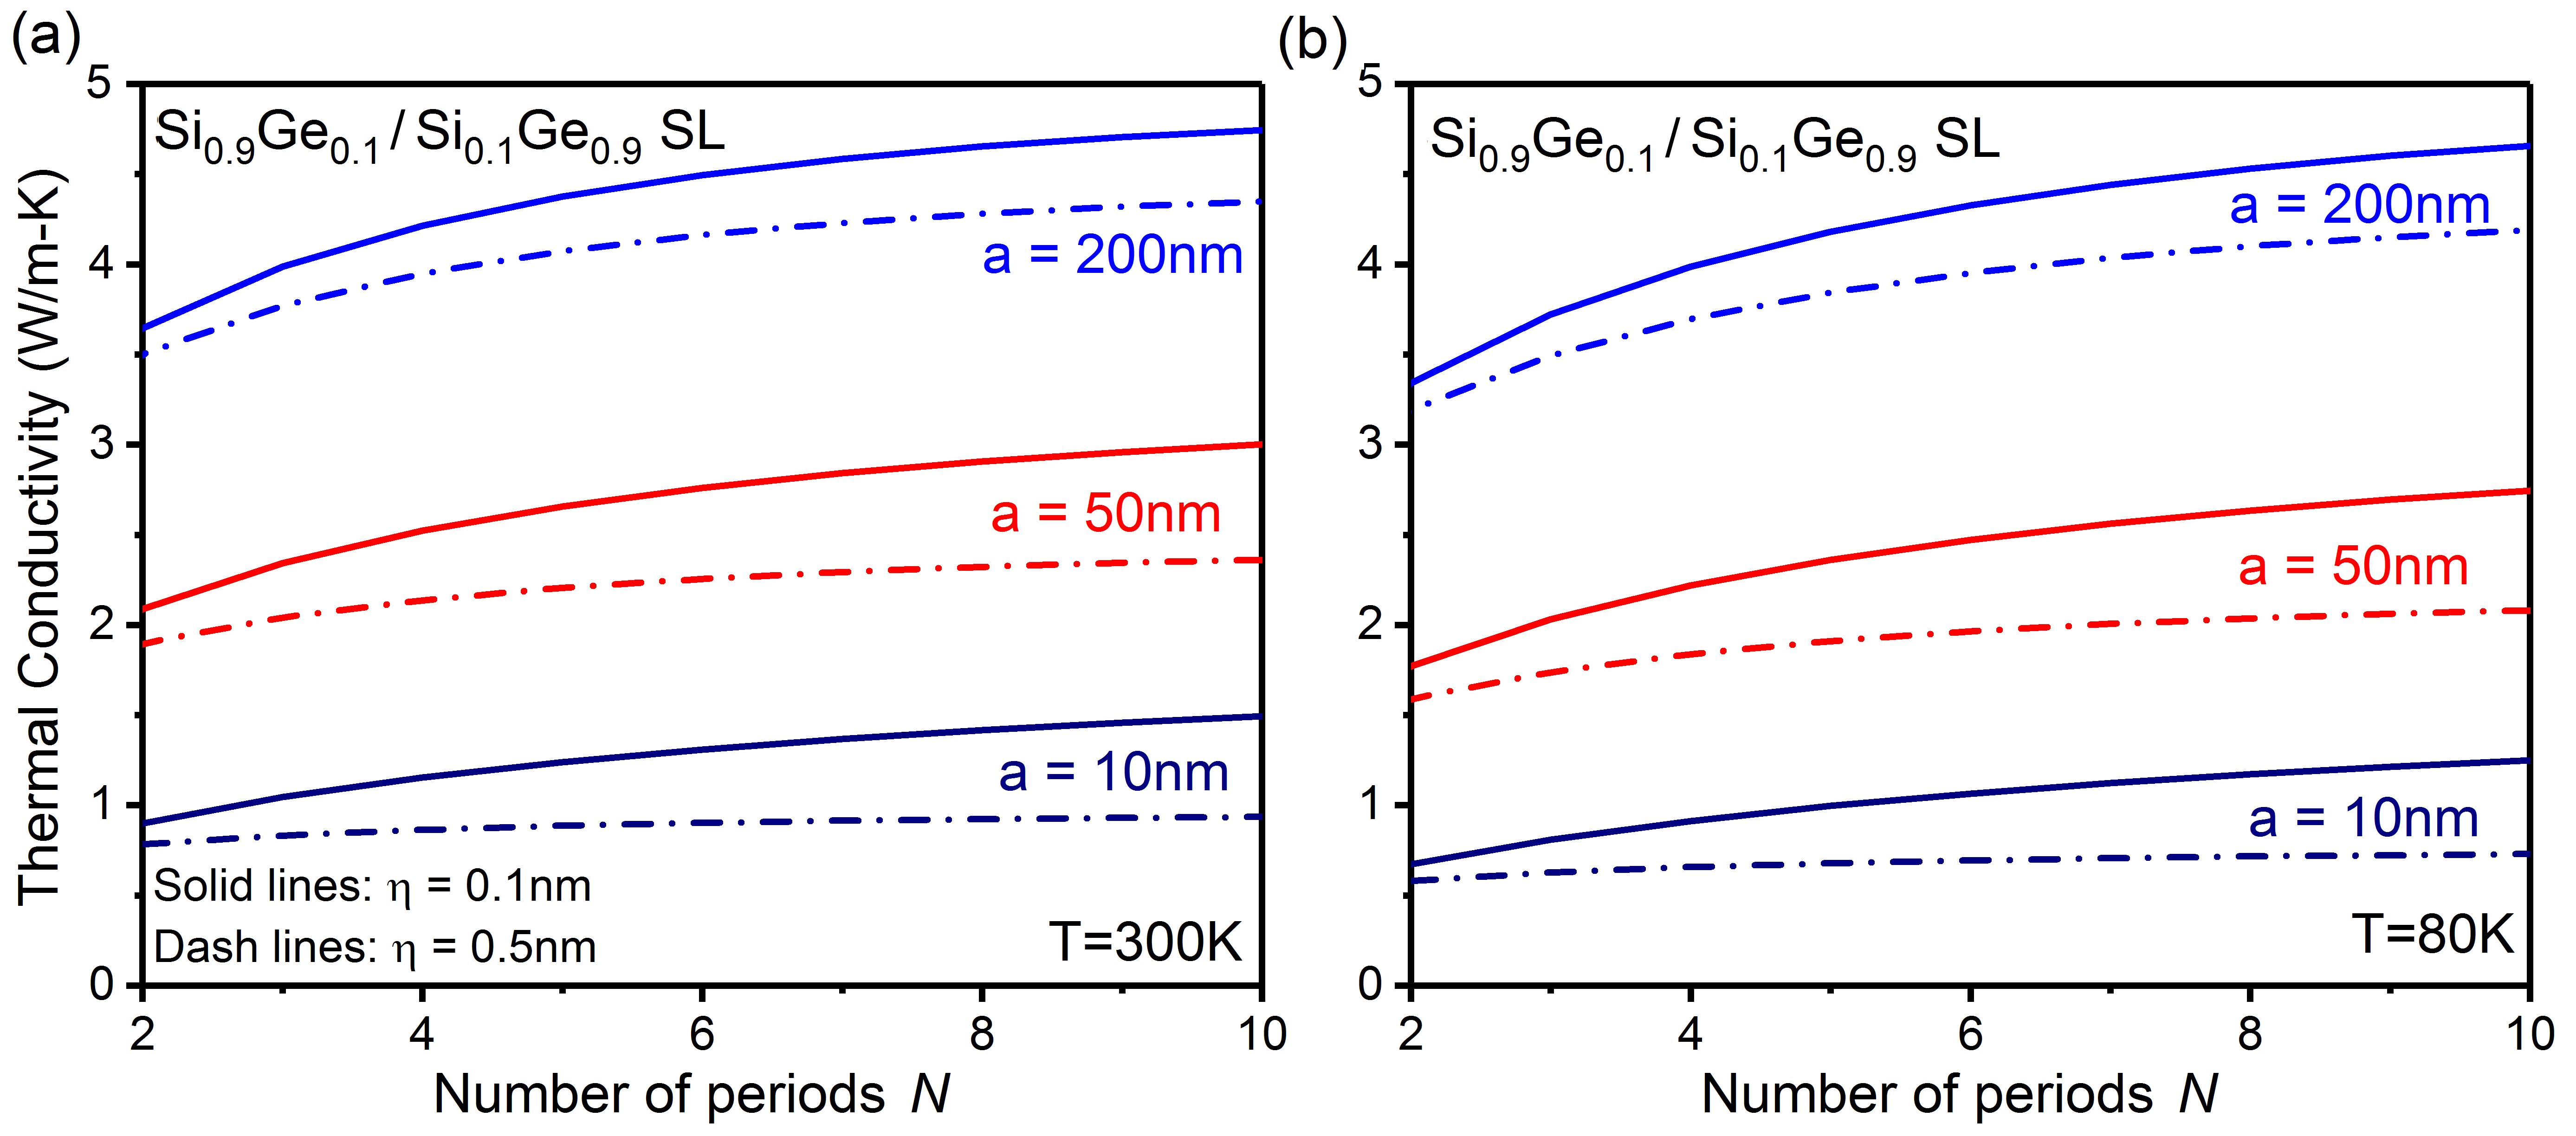 (a)
Si0.9Ge0.1 / Si0.1Ge0.9 SL
Thermal Conductivity (W/m-K)
5
4
3
2
1
0
a = 200nm
a = 50nm
a = 10nm
Solid lines: η = 0.1nm
Dash lines: η = 0.5nm
T=300K
2 4 6 8 10
Number of periods N
(b)
Si0.9Ge0.1 / Si0.1Ge0.9 SL
5
4
3
2
1
0
a = 200nm
a = 50nm
a = 10nm
T=80K
2 4 6 8 10
Number of periods N